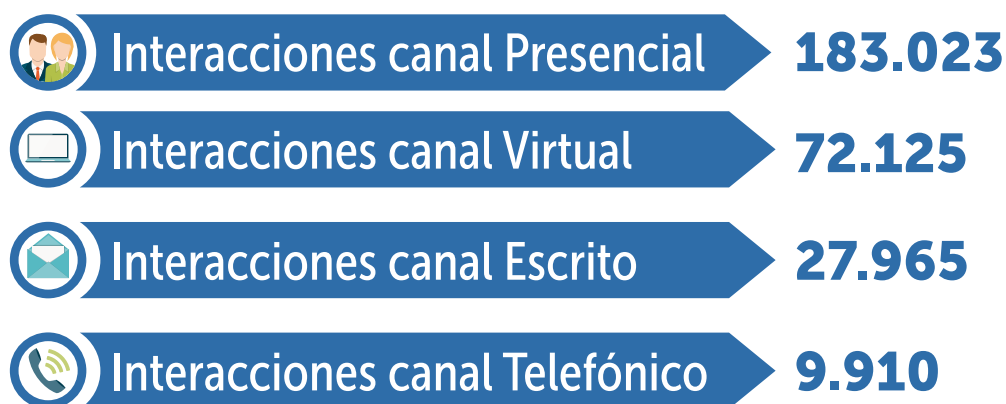 Interacciones canal Presencial 183.023
Interacciones canal Virtual 72.125
Interacciones canal Escrito 27.965
Interacciones canal Telefónico 9.910